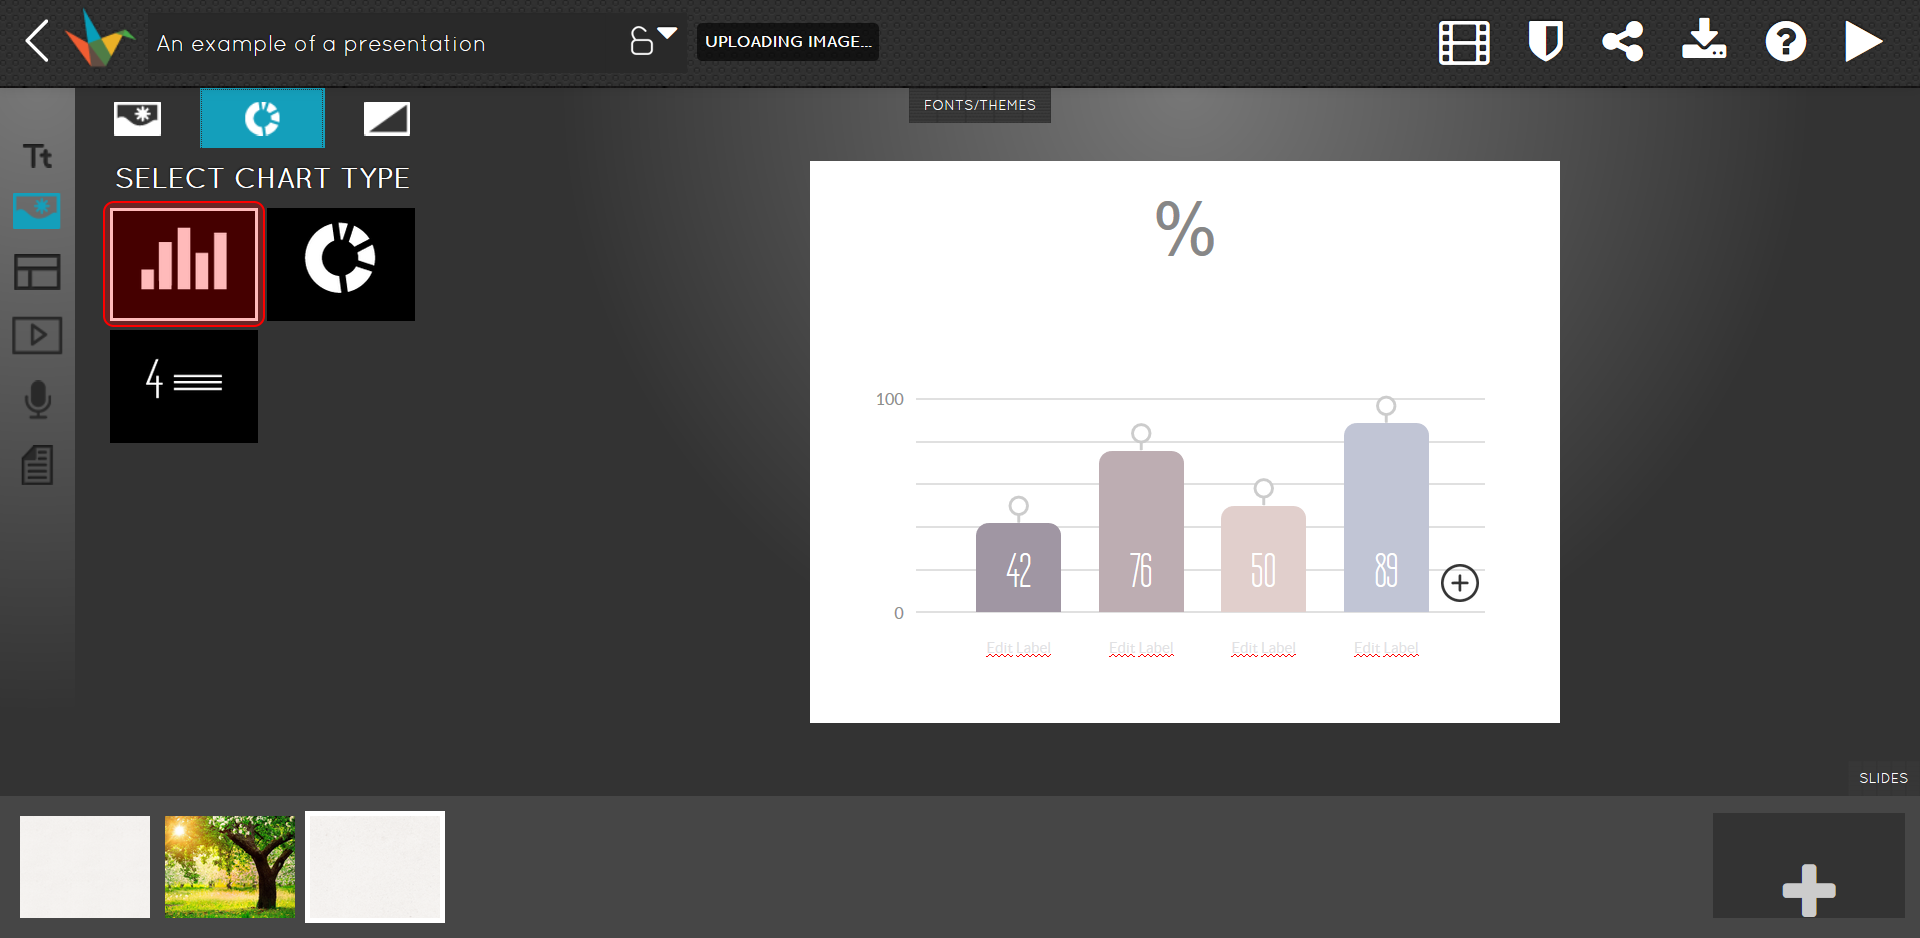 An example of a presentation
UPLOADING IMAGE...
FONTS/THEMES
Tt
SELECT CHART TYPE
4
%
100
42
76
50
89
0
Edit Label
Edit Label
Edit Label
Edit Label
SLIDES